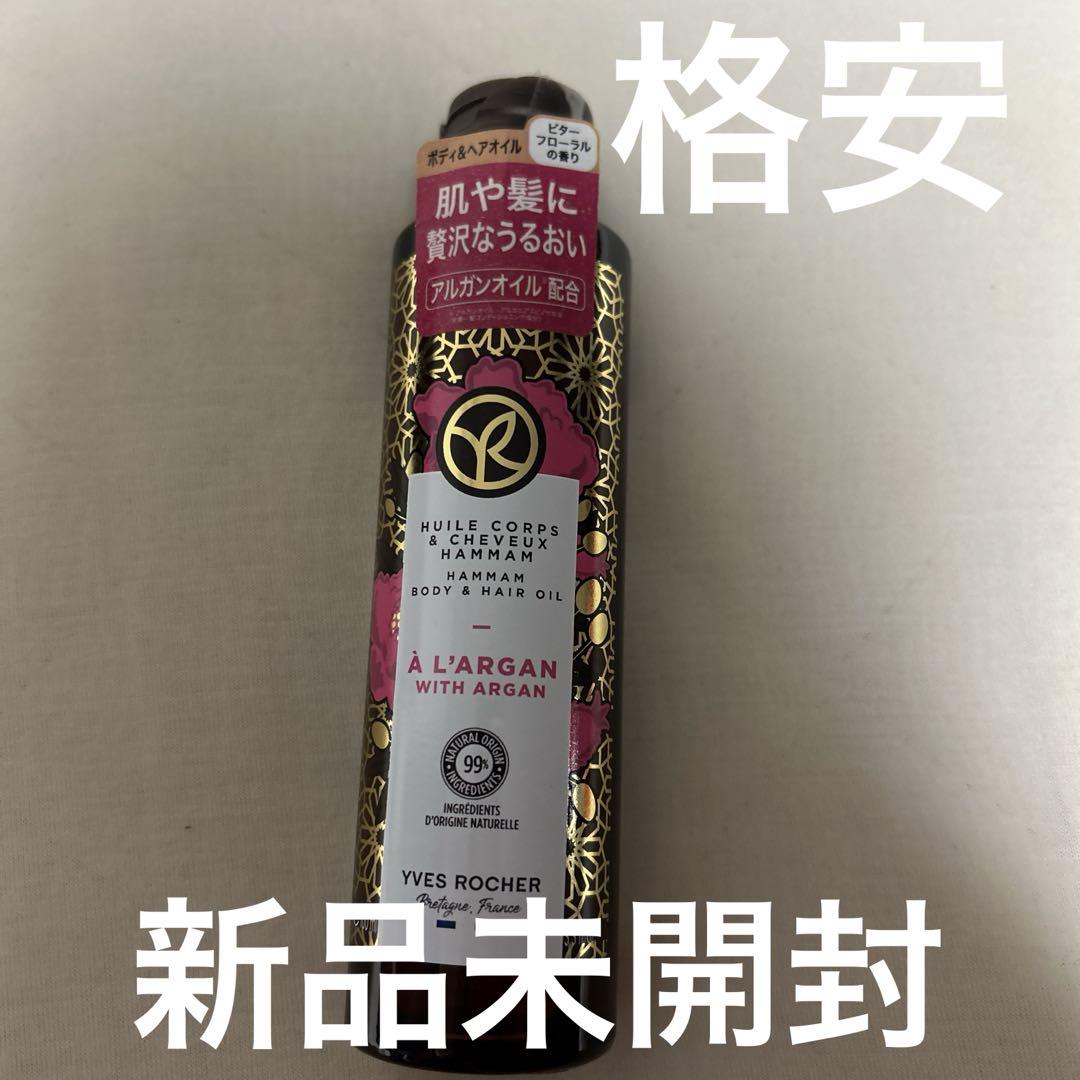 格安
ボディ&ヘアオイル
ビター
フローラル
の香り
肌や髪に
贅沢なうるおい
アルガンオイル 配合
HUILE CORPS
& CHEVEUX
HAMMAM
HAMMAM
BODY & HAIR OIL
À L'ARGAN
WITH ARGAN
NATURAL ORIGIN
99%
INGREDIENTS
INGRÉDIENTS
D'ORIGINE NATURELLE
YVES ROCHER
Bretagne, France
新品未開封